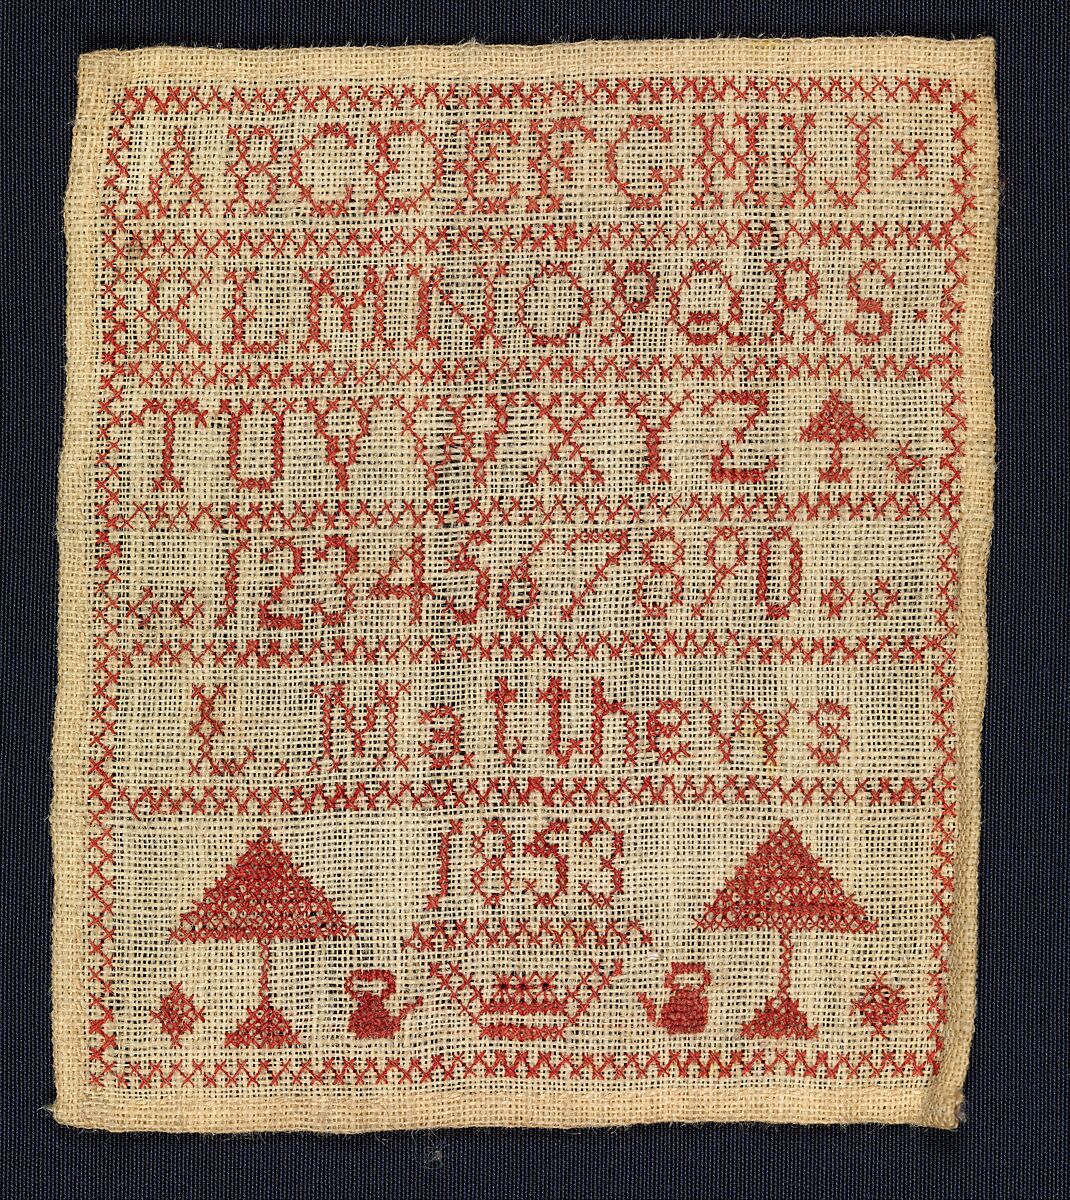 ABCDEFGHIJ
KLMNOPQRS
TUVWXYZ
1234567890
L. Matthews
1853